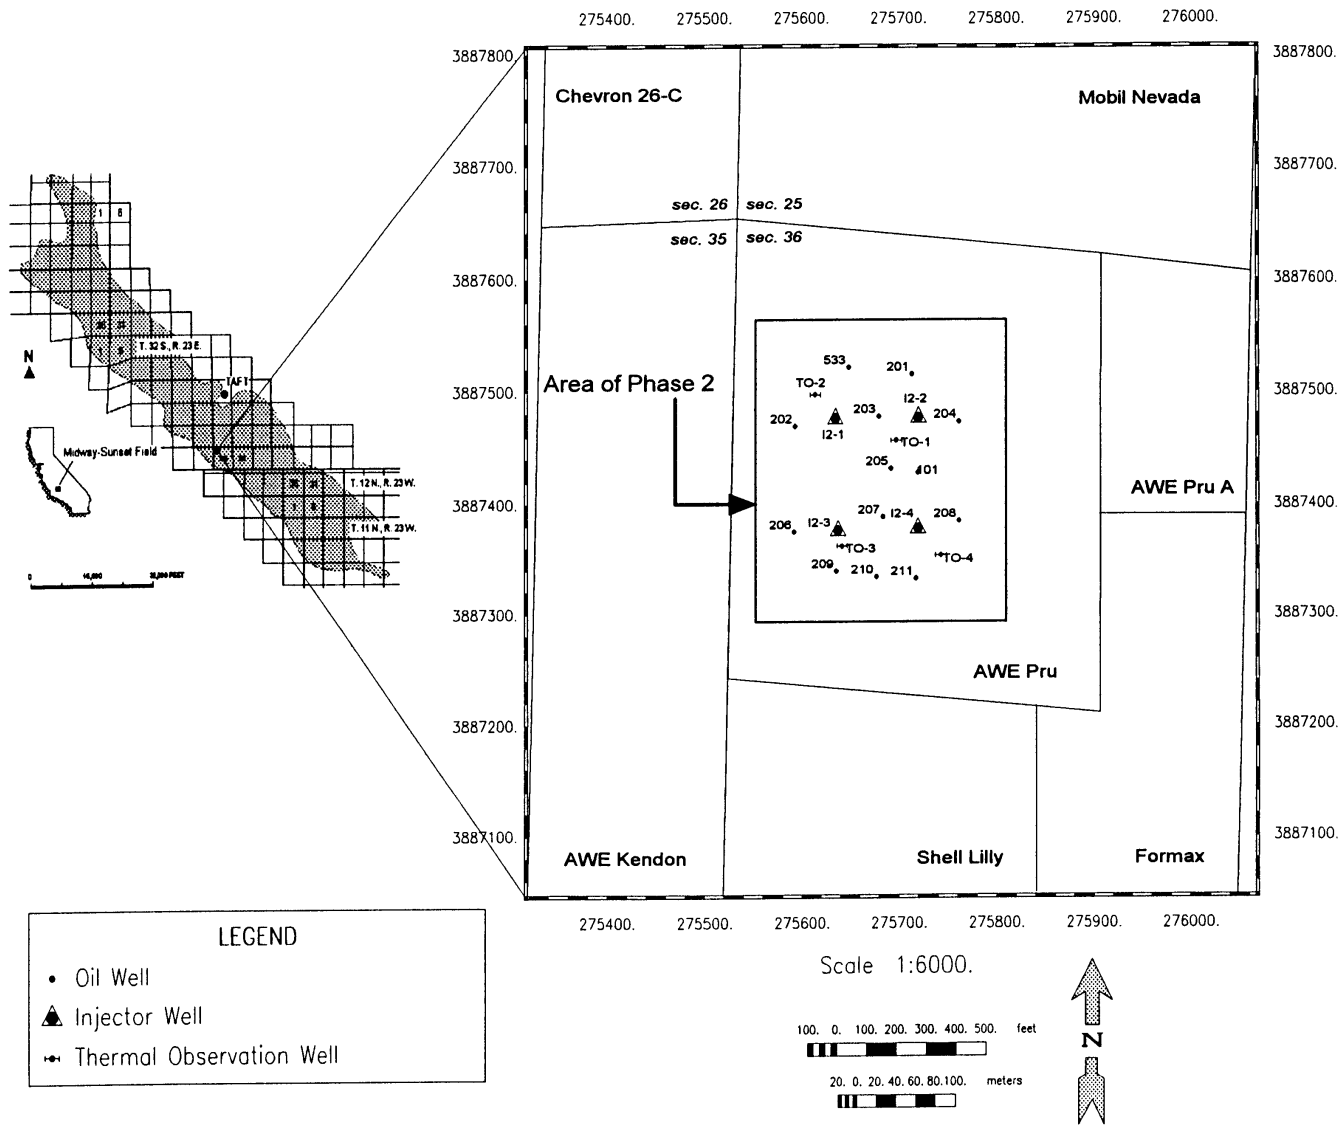 275400. 275500. 275600. 275700. 275800. 275900. 276000.
3887800. 3887800.
Chevron 26-C Mobil Nevada
3887700. 3887700.
sec. 26 sec. 25
sec. 35 sec. 36
3887600. 3887600.
1 6
T. 32 S., R. 23 E.
N
TAFT
Midway-Sunset Field
T. 12 N., R. 23 W.
T. 11 N., R. 23 W.
0
533 201
Area of Phase 2
TO-2
3887500. 3887500.
I2-2
202 203 204
I2-1
TO-1
205
AWE Pru A
3887400. 3887400.
206 I2-3 207 I2-4 208
TO-3 TO-4
209 210 211
3887300. 3887300.
AWE Pru
3887200. 3887200.
3887100. 3887100.
AWE Kendon Shell Lilly Formax
275400. 275500. 275600. 275700. 275800. 275900. 276000.
LEGEND
Oil Well
Injector Well
Thermal Observation Well
Scale 1:6000.
100. 0. 100. 200. 300. 400. 500. feet
20. 0. 20. 40. 60. 80. 100. meters
N